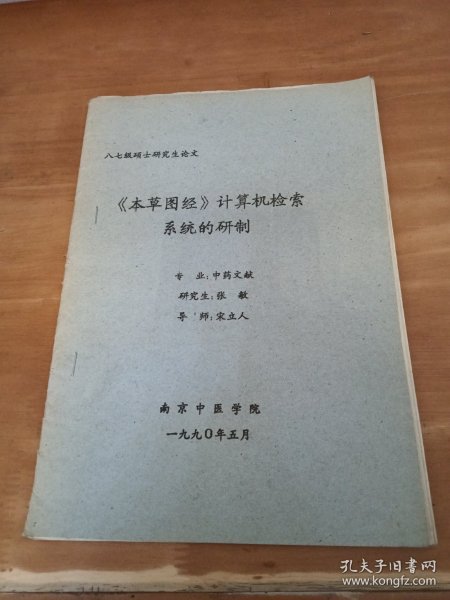 八七级硕士研究生论文
《本草图经》计算机检索
系统的研制
专 业：中药文献
研究生：张 敏
导 师：宋立人
南京中医学院
一九九〇年五月
孔夫子旧书网
www.kongfz.com